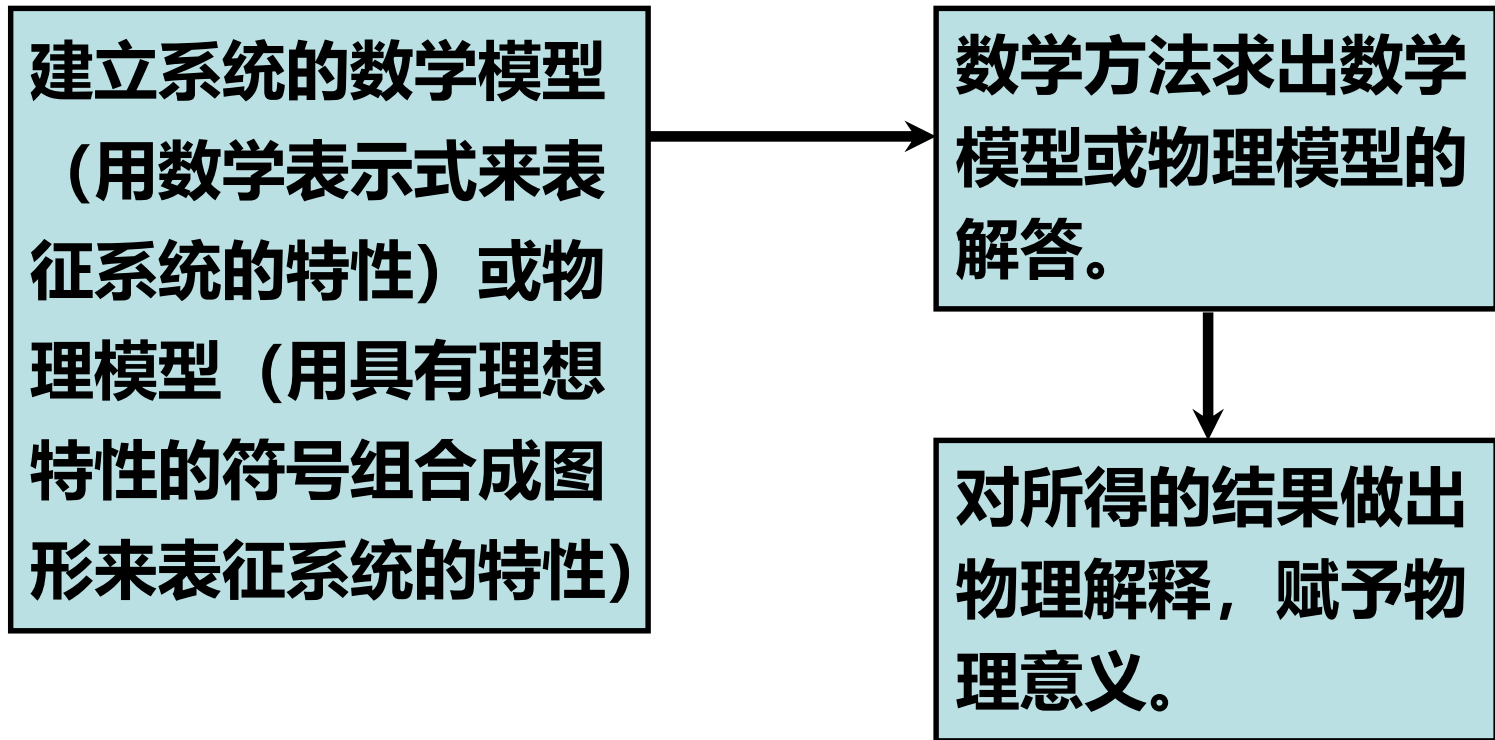 建立系统的数学模型
（用数学表示式来表
征系统的特性）或物
理模型（用具有理想
特性的符号组合成图
形来表征系统的特性）
数学方法求出数学
模型或物理模型的
解答。
对所得的结果做出
物理解释，赋予物
理意义。